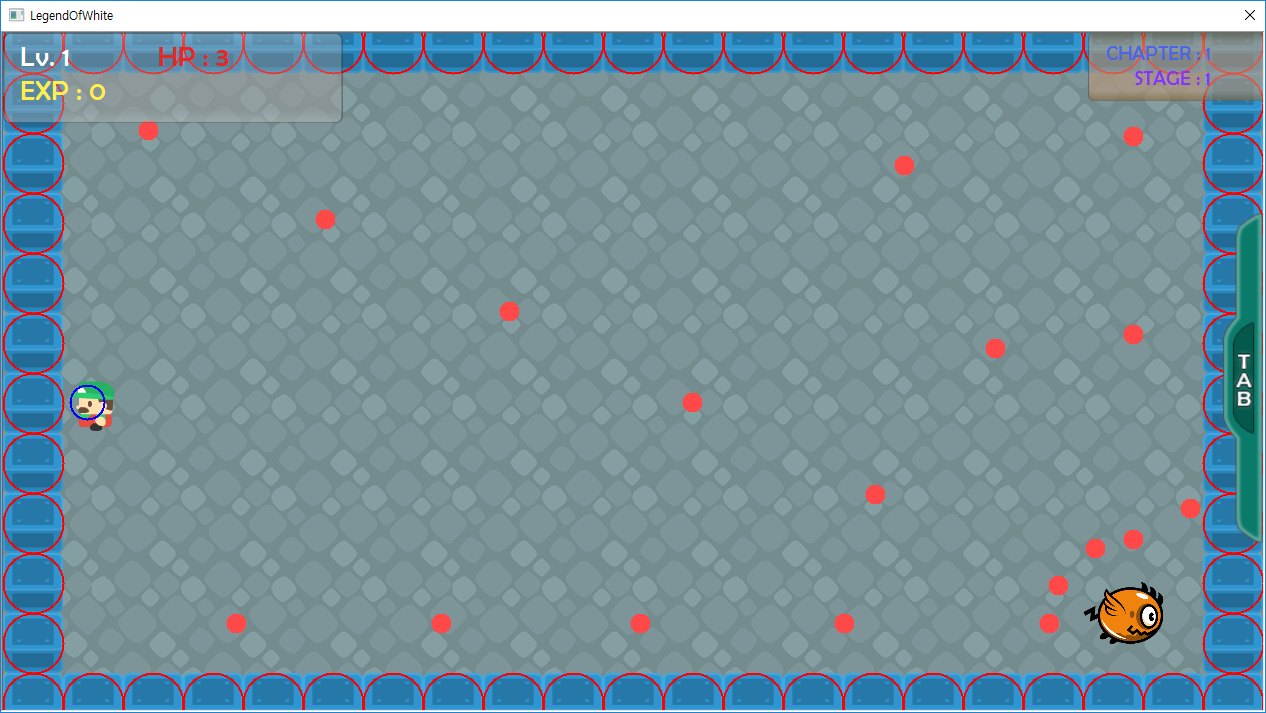 LegendOfWhite
Lv.1 HP : 3
EXP : 0
CHAPTER : 1
STAGE : 1
TAB